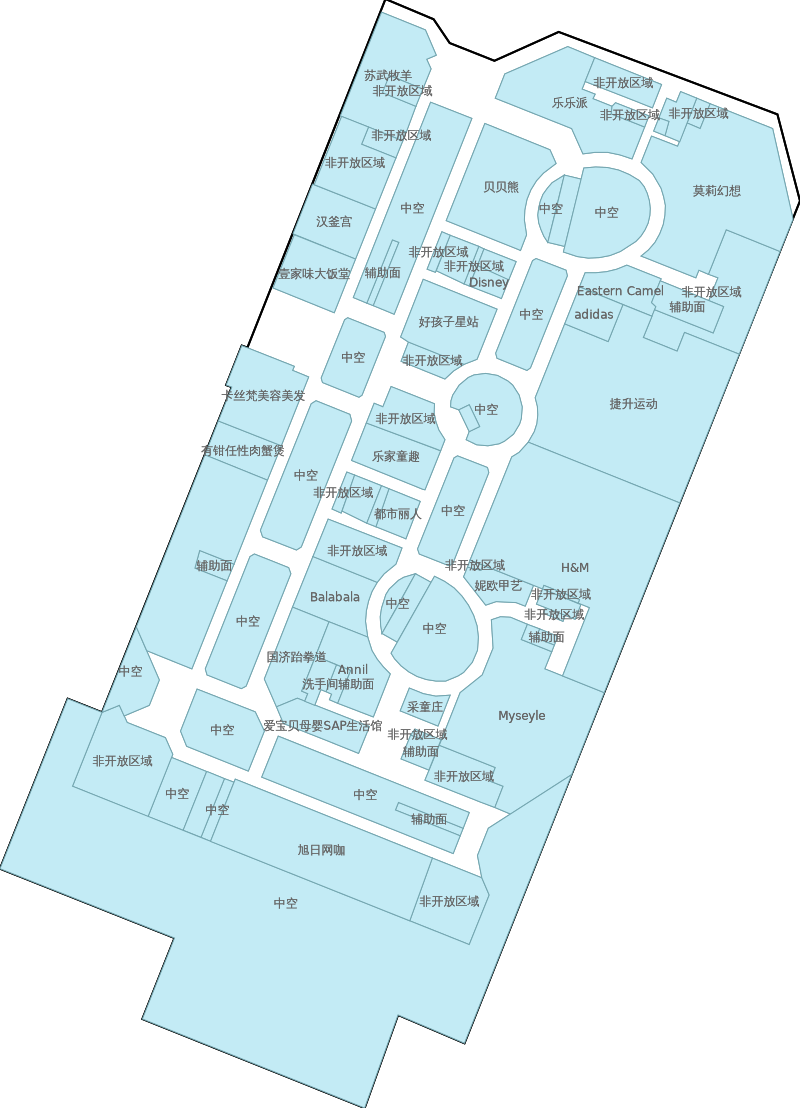 苏武牧羊
非开放区域
非开放区域
乐乐派
非开放区域
非开放区域
非开放区域
非开放区域
贝贝熊
莫莉幻想
中空
中空
中空
汉釜宫
非开放区域
非开放区域
壹家味大饭堂
辅助面
Disney
Eastern Camel
非开放区域
辅助面
adidas
中空
好孩子星站
中空
非开放区域
卡丝梵美容美发
捷升运动
中空
非开放区域
有钳任性肉蟹煲
乐家童趣
中空
非开放区域
都市丽人
中空
非开放区域
辅助面
非开放区域
H&M
妮欧甲艺
非开放区域
Balabala
中空
非开放区域
中空
中空
辅助面
国济跆拳道
中空
Annil
洗手间辅助面
采童庄
Myseyle
爱宝贝母婴SAP生活馆
中空
非开放区域
辅助面
非开放区域
非开放区域
中空
中空
中空
辅助面
旭日网咖
非开放区域
中空